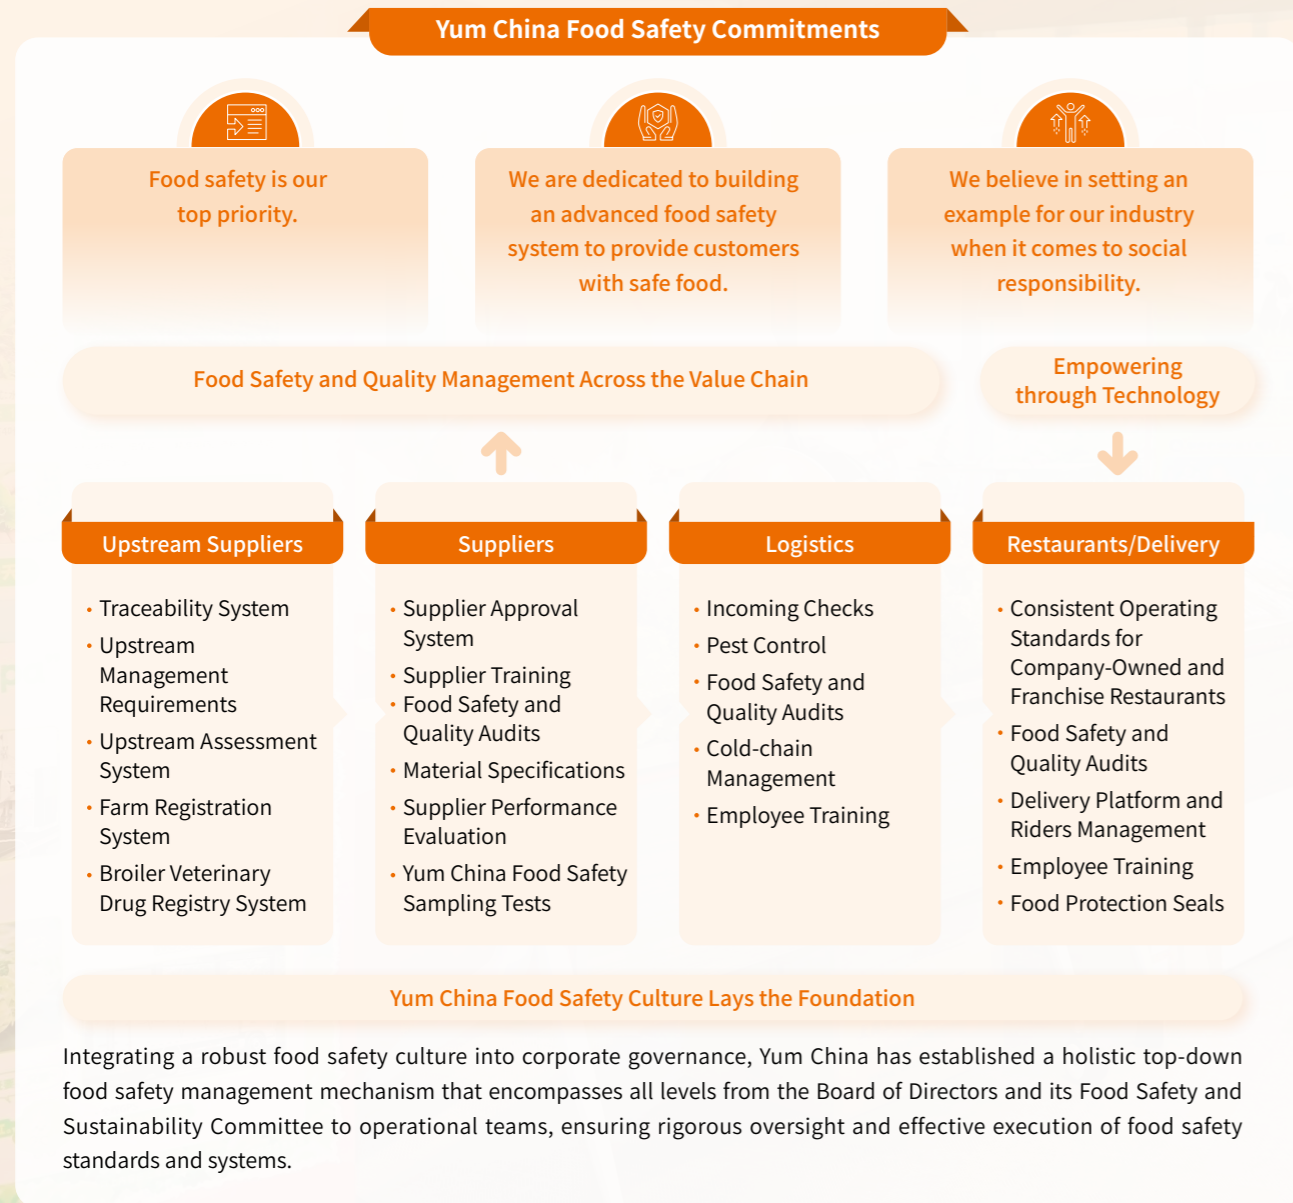 Yum China Food Safety Commitments
Food safety is our
top priority.
We are dedicated to building
an advanced food safety
system to provide customers
with safe food.
We believe in setting an
example for our industry
when it comes to social
responsibility.
Food Safety and Quality Management Across the Value Chain
Empowering
through Technology
Upstream Suppliers
• Traceability System
• Upstream
Management
Requirements
• Upstream Assessment
System
• Farm Registration
System
• Broiler Veterinary
Drug Registry System
Suppliers
• Supplier Approval
System
• Supplier Training
• Food Safety and
Quality Audits
• Material Specifications
• Supplier Performance
Evaluation
• Yum China Food Safety
Sampling Tests
Logistics
• Incoming Checks
• Pest Control
• Food Safety and
Quality Audits
• Cold-chain
Management
• Employee Training
Restaurants/Delivery
• Consistent Operating
Standards for
Company-Owned and
Franchise Restaurants
• Food Safety and
Quality Audits
• Delivery Platform and
Riders Management
• Employee Training
• Food Protection Seals
Yum China Food Safety Culture Lays the Foundation
Integrating a robust food safety culture into corporate governance, Yum China has established a holistic top-down
food safety management mechanism that encompasses all levels from the Board of Directors and its Food Safety and
Sustainability Committee to operational teams, ensuring rigorous oversight and effective execution of food safety
standards and systems.